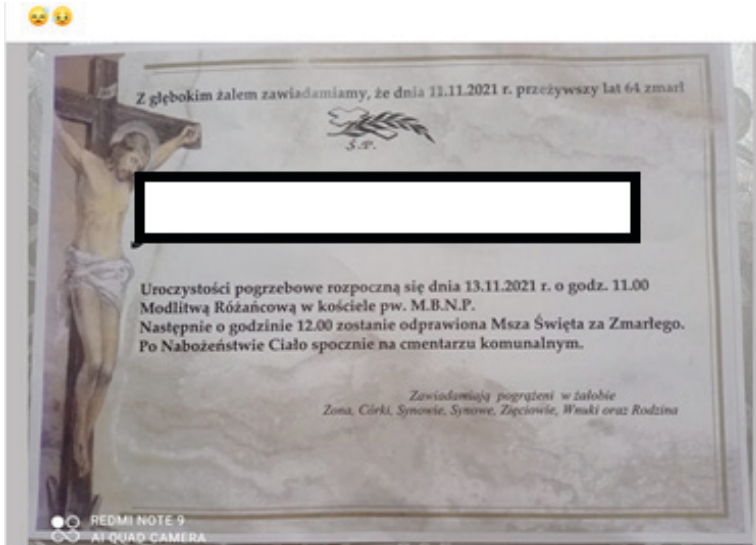 Z głębokim żalem zawiadamiamy, że dnia 11.11.2021 r. przeżywszy lat 64 zmarł
Ś.P.
Uroczystości pogrzebowe rozpoczną się dnia 13.11.2021 r. o godz. 11.00
Modlitwą Różańcową w kościele pw. M.B.N.P.
Następnie o godzinie 12.00 zostanie odprawiona Msza Święta za Zmarłego.
Po Nabożeństwie Ciało spocznie na cmentarzu komunalnym.
Zawiadamiają pogrążeni w żałobie
Żona, Córki, Synowie, Synowe, Zięciowie, Wnuki oraz Rodzina
REDMI NOTE 9
AI QUAD CAMERA